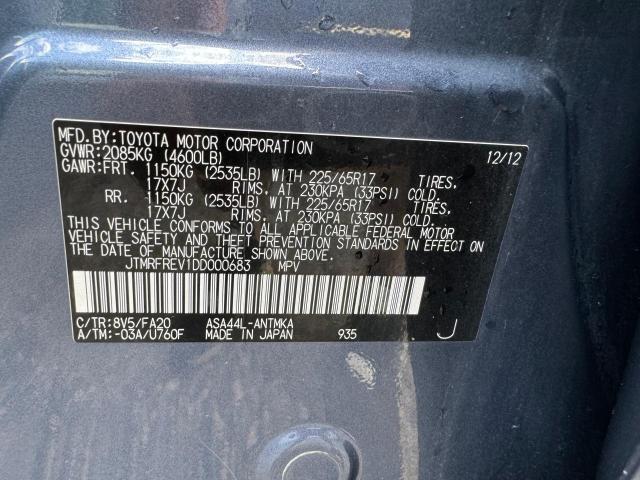 MFD.BY:TOYOTA MOTOR CORPORATION 12/12
GVWR:2085KG (4600LB)
GAWR:FRT. 1150KG (2535LB) WITH 225/65R17 TIRES,
17X7J RIMS, AT 230KPA (33PSI) COLD.
RR. 1150KG (2535LB) WITH 225/65R17 TIRES,
17X7J RIMS, AT 230KPA (33PSI) COLD.
THIS VEHICLE CONFORMS TO ALL APPLICABLE FEDERAL MOTOR
VEHICLE SAFETY AND THEFT PREVENTION STANDARDS IN EFFECT ON
THE DATE OF MANUFACTURE SHOWN ABOVE.
JTMRFREV1DD000683 MPV
C/TR:8V5/FA20 ASA44L-ANTMKA
A/TM:-03A/U760F MADE IN JAPAN 935 J